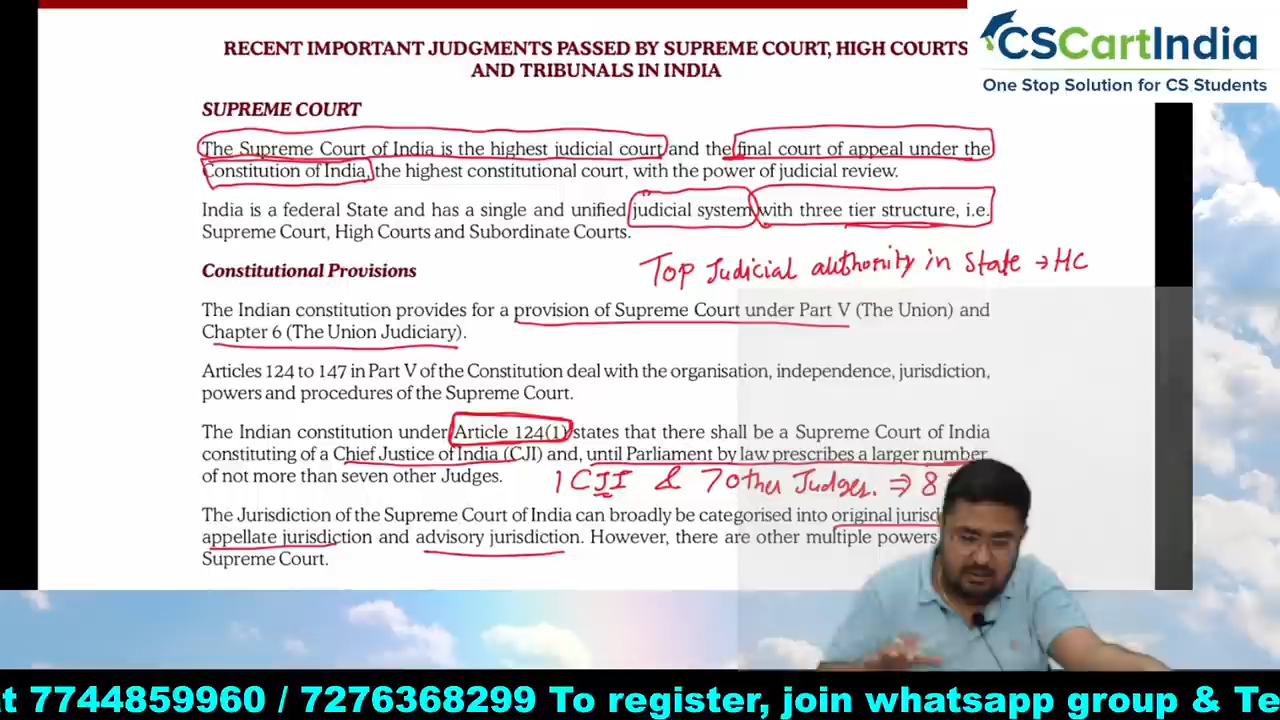 RECENT IMPORTANT JUDGMENTS PASSED BY SUPREME COURT, HIGH COURTS
AND TRIBUNALS IN INDIA
CSCartIndia
One Stop Solution for CS Students
SUPREME COURT
The Supreme Court of India is the highest judicial court and the final court of appeal under the
Constitution of India, the highest constitutional court, with the power of judicial review.
India is a federal State and has a single and unified judicial system with three tier structure, i.e.
Supreme Court, High Courts and Subordinate Courts.
Top Judicial authority in State → HC
Constitutional Provisions
The Indian constitution provides for a provision of Supreme Court under Part V (The Union) and
Chapter 6 (The Union Judiciary).
Articles 124 to 147 in Part V of the Constitution deal with the organisation, independence, jurisdiction,
powers and procedures of the Supreme Court.
The Indian constitution under Article 124(1) states that there shall be a Supreme Court of India
constituting of a Chief Justice of India (CJI) and, until Parliament by law prescribes a larger number,
of not more than seven other Judges.
1 CJI & 7 other Judges. ⇒ 8
The Jurisdiction of the Supreme Court of India can broadly be categorised into original
appellate jurisdiction and advisory jurisdiction. However, there are other multiple powers
Supreme Court.
7744859960 / 7276368299 To register, join whatsapp group &